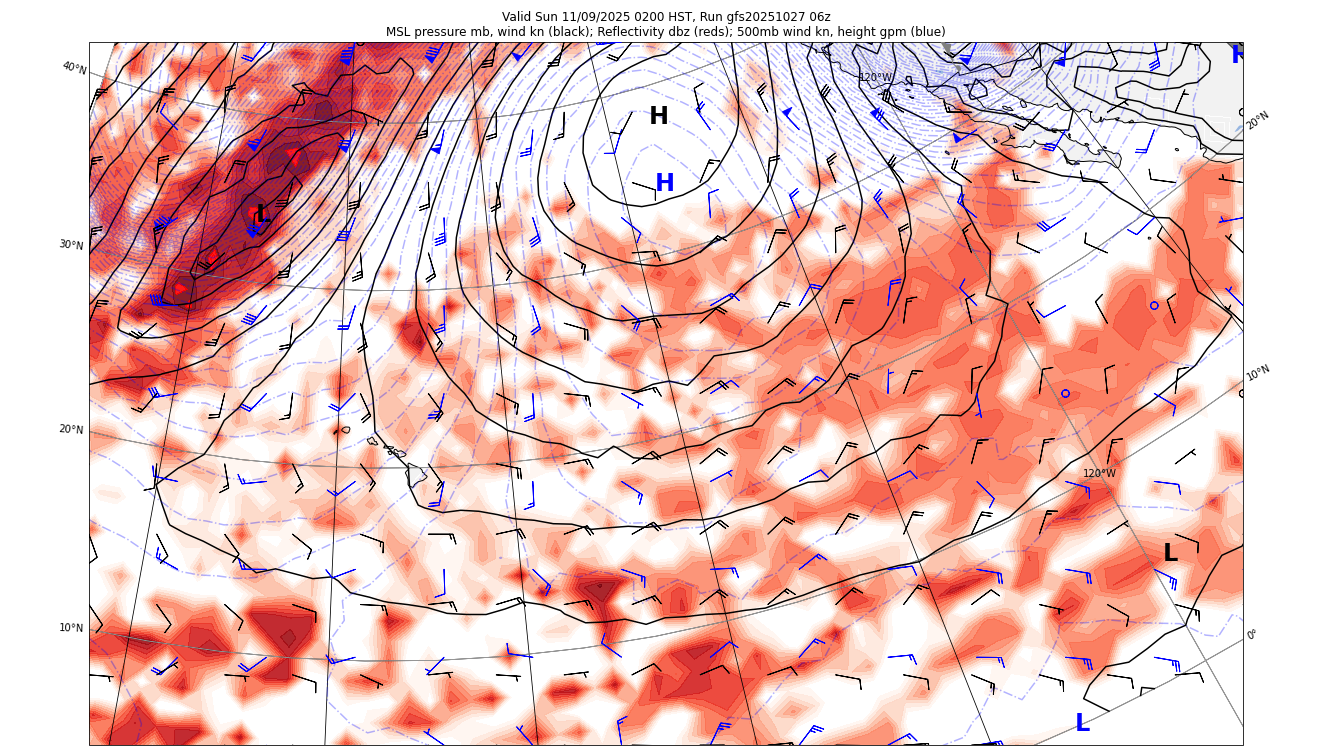 Valid Sun 11/09/2025 0200 HST, Run gfs20251027 06z
MSL pressure mb, wind kn (black); Reflectivity dbz (reds); 500mb wind kn, height gpm (blue)
H
40°N
120°W
H
20°N
H
L
30°N
10°N
20°N
120°W
L
10°N
0°
L